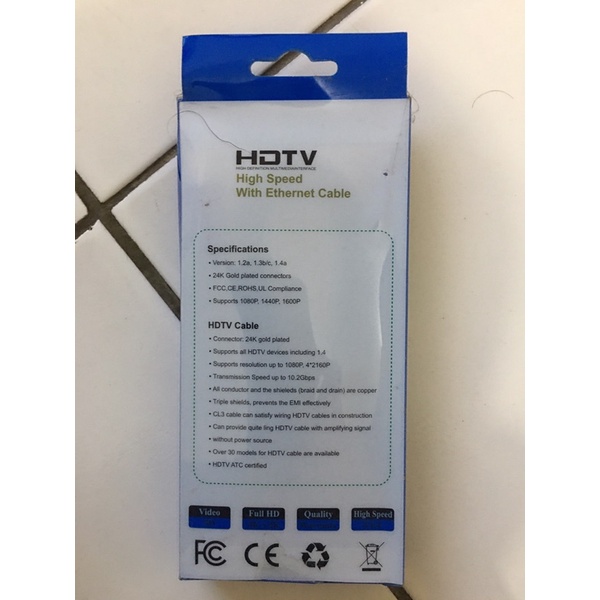 HDTV
HIGH-DEFINITION MULTIMEDIAINTERFACE
High Speed
With Ethernet Cable
Specifications
• Version: 1.2a, 1.3b/c, 1.4a
• 24K Gold plated connectors
• FCC,CE,ROHS,UL Compliance
• Supports 1080P, 1440P, 1600P
HDTV Cable
• Connector: 24K gold plated
• Supports all HDTV devices including 1.4
• Supports resolution up to 1080P, 4*2160P
• Transmission Speed up to 10.2Gbps
• All conductor and the shieleds (braid and drain) are copper
• Triple shields, prevents the EMI effectively
• CL3 cable can satisfy wiring HDTV cables in construction
• Can provide quite ling HDTV cable with amplifying signal
• without power source
• Over 30 models for HDTV cable are available
• HDTV ATC certified
Video Full HD Quality High Speed
FC CE